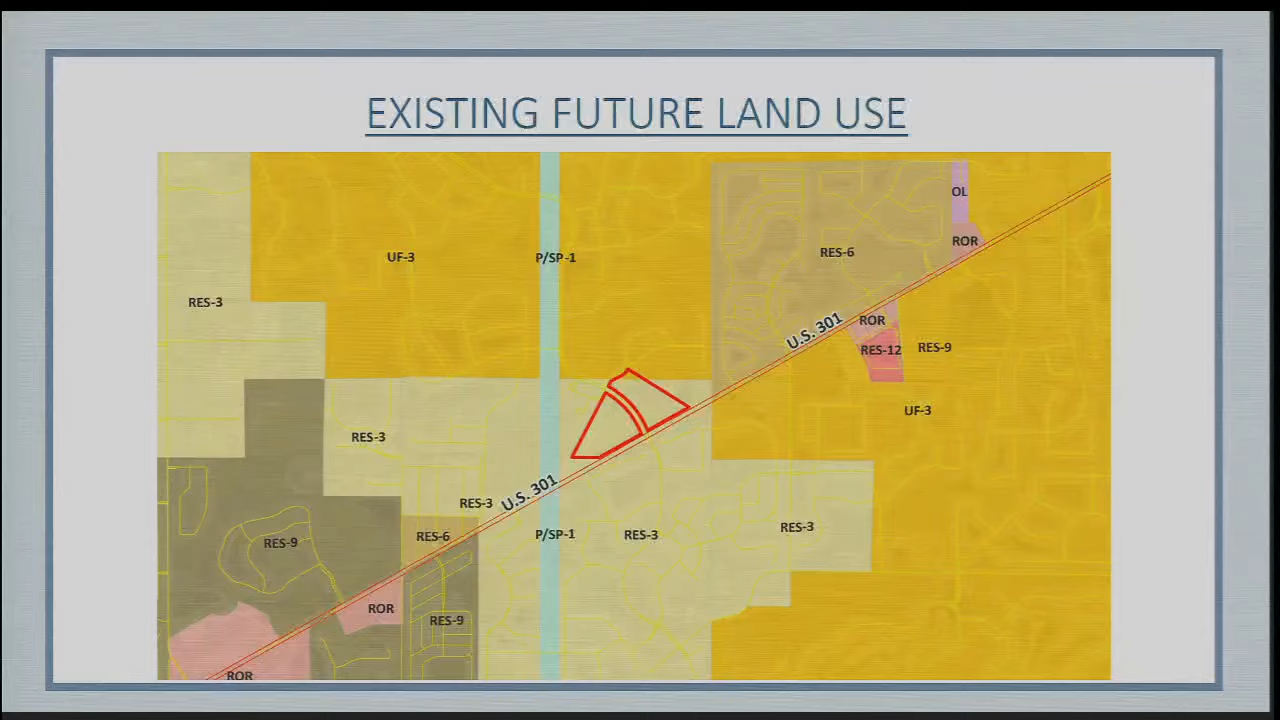 EXISTING FUTURE LAND USE
OL
ROR
UF-3
P/SP-1
RES-6
RES-3
U.S. 301
ROR
RES-12
RES-9
UF-3
RES-3
RES-3
U.S. 301
RES-6
P/SP-1
RES-3
RES-3
RES-9
ROR
RES-9
ROR